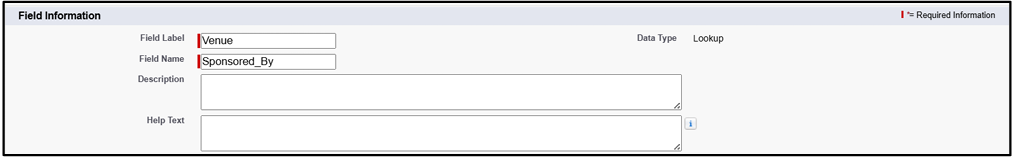 Field Information
*= Required Information
Field Label Venue Data Type Lookup
Field Name Sponsored_By
Description
Help Text
i